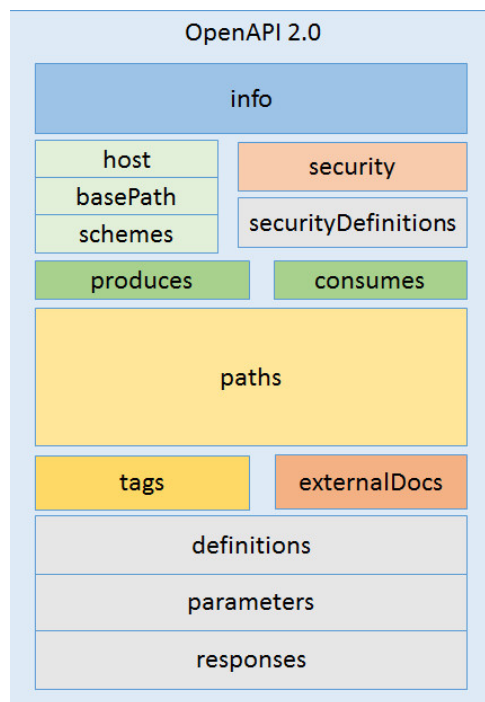 OpenAPI 2.0
info
host
basePath
schemes
security
securityDefinitions
produces
consumes
paths
tags
externalDocs
definitions
parameters
responses